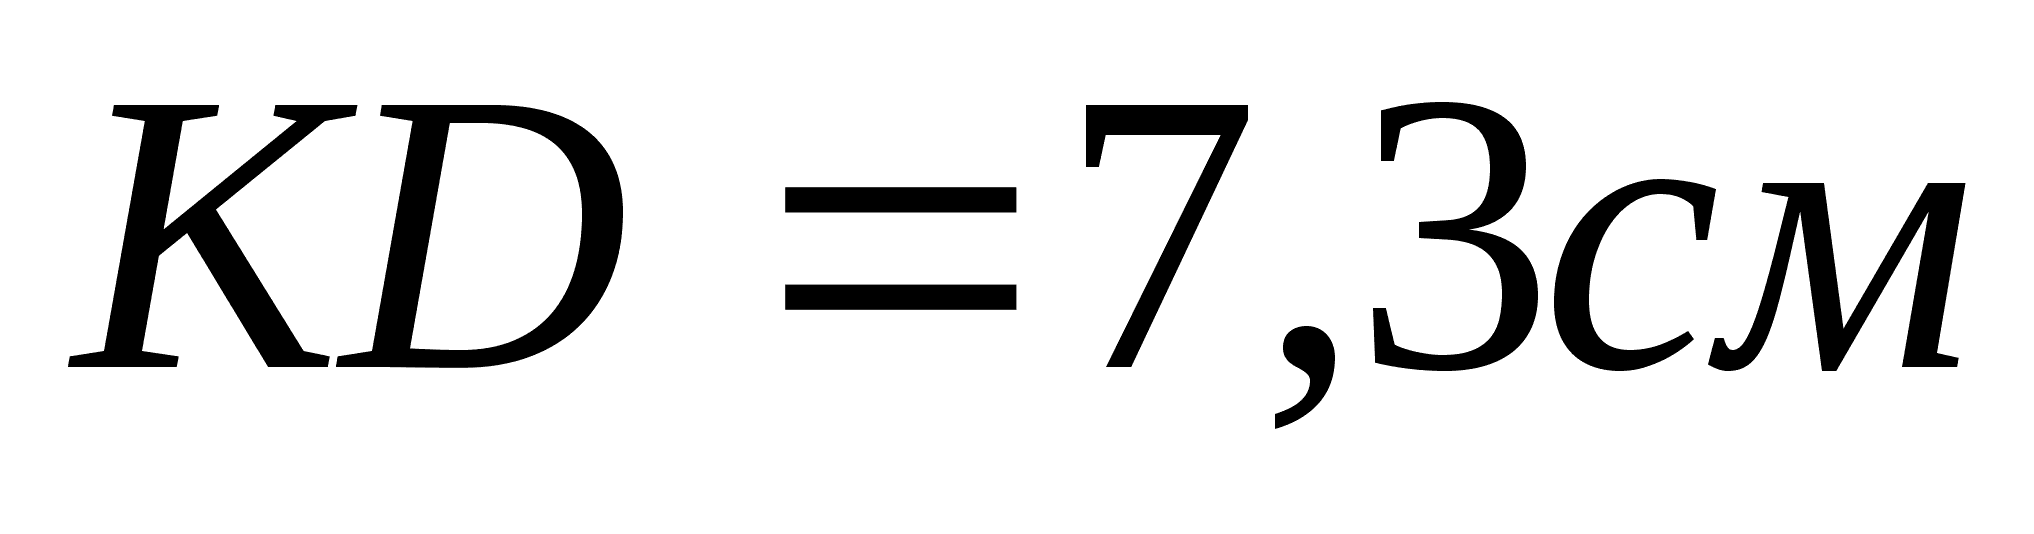 KD = 7,3см